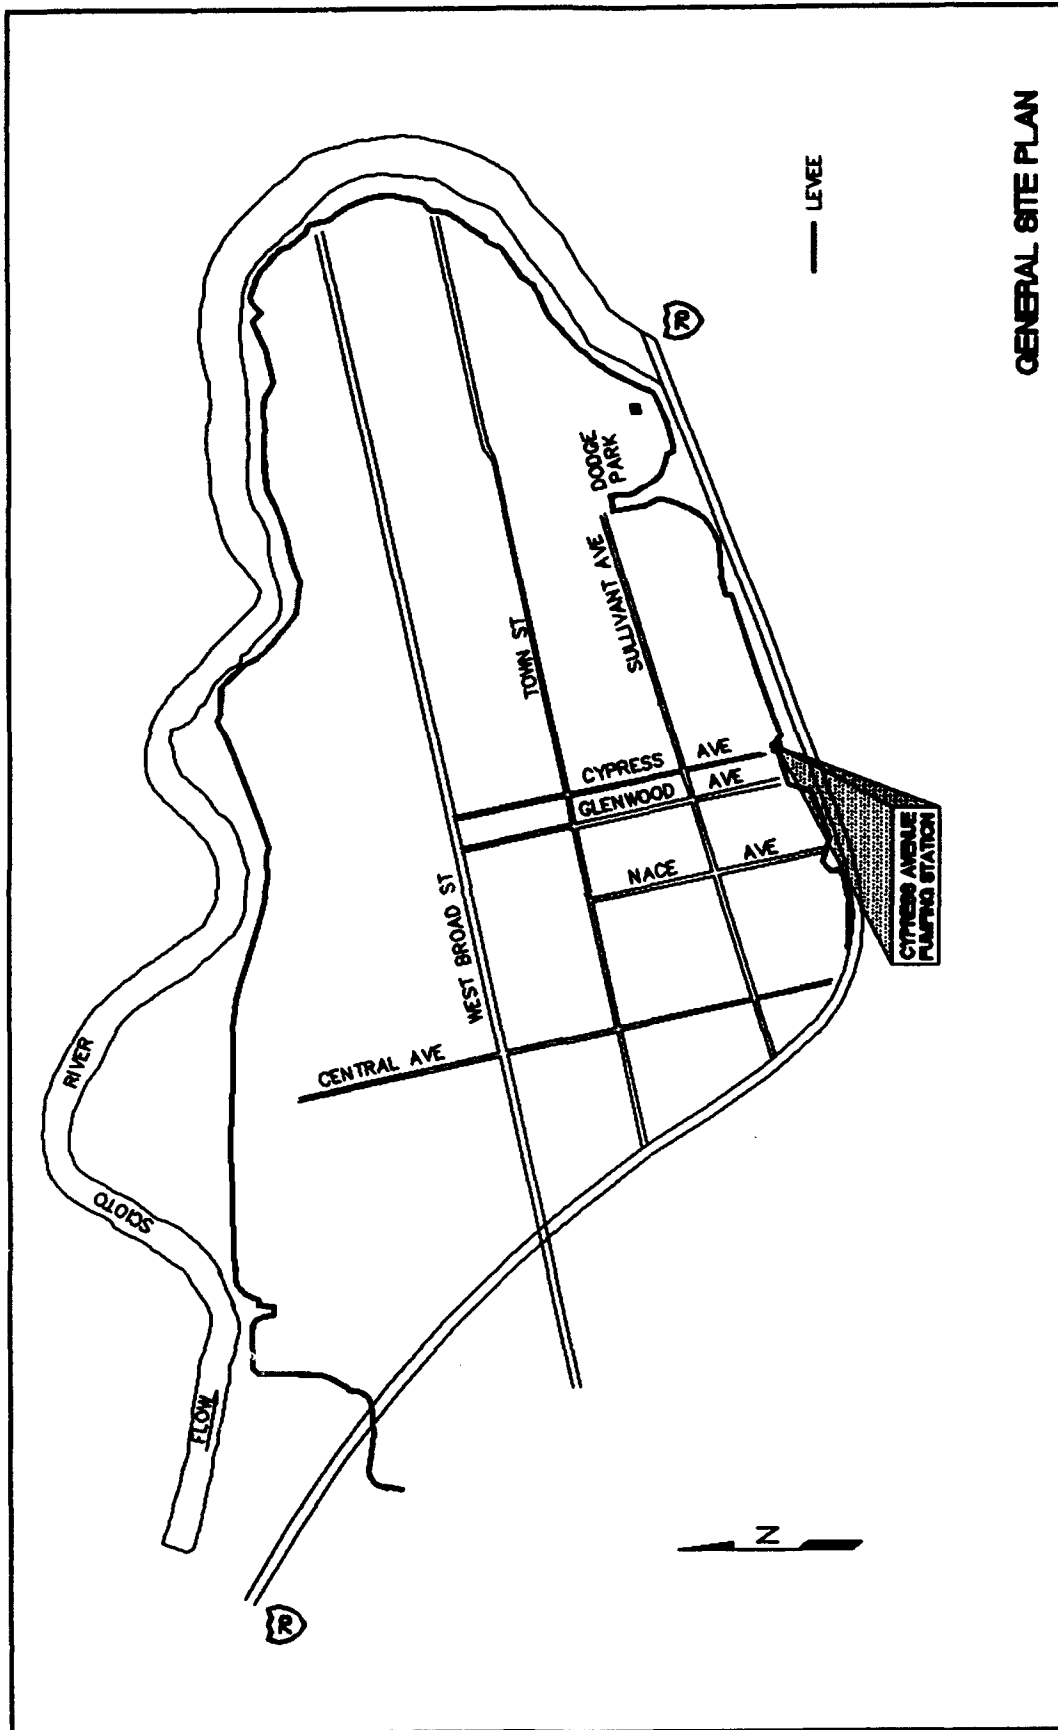 RIVER
SCIOTO
FLOW
WEST BROAD ST
CENTRAL AVE
TOWN ST
SULLIVANT AVE
DODGE
PARK
CYPRESS AVE
GLENWOOD AVE
NACE AVE
R
R
N
CYPRESS AVENUE
PUMPING STATION
LEVEE
GENERAL SITE PLAN